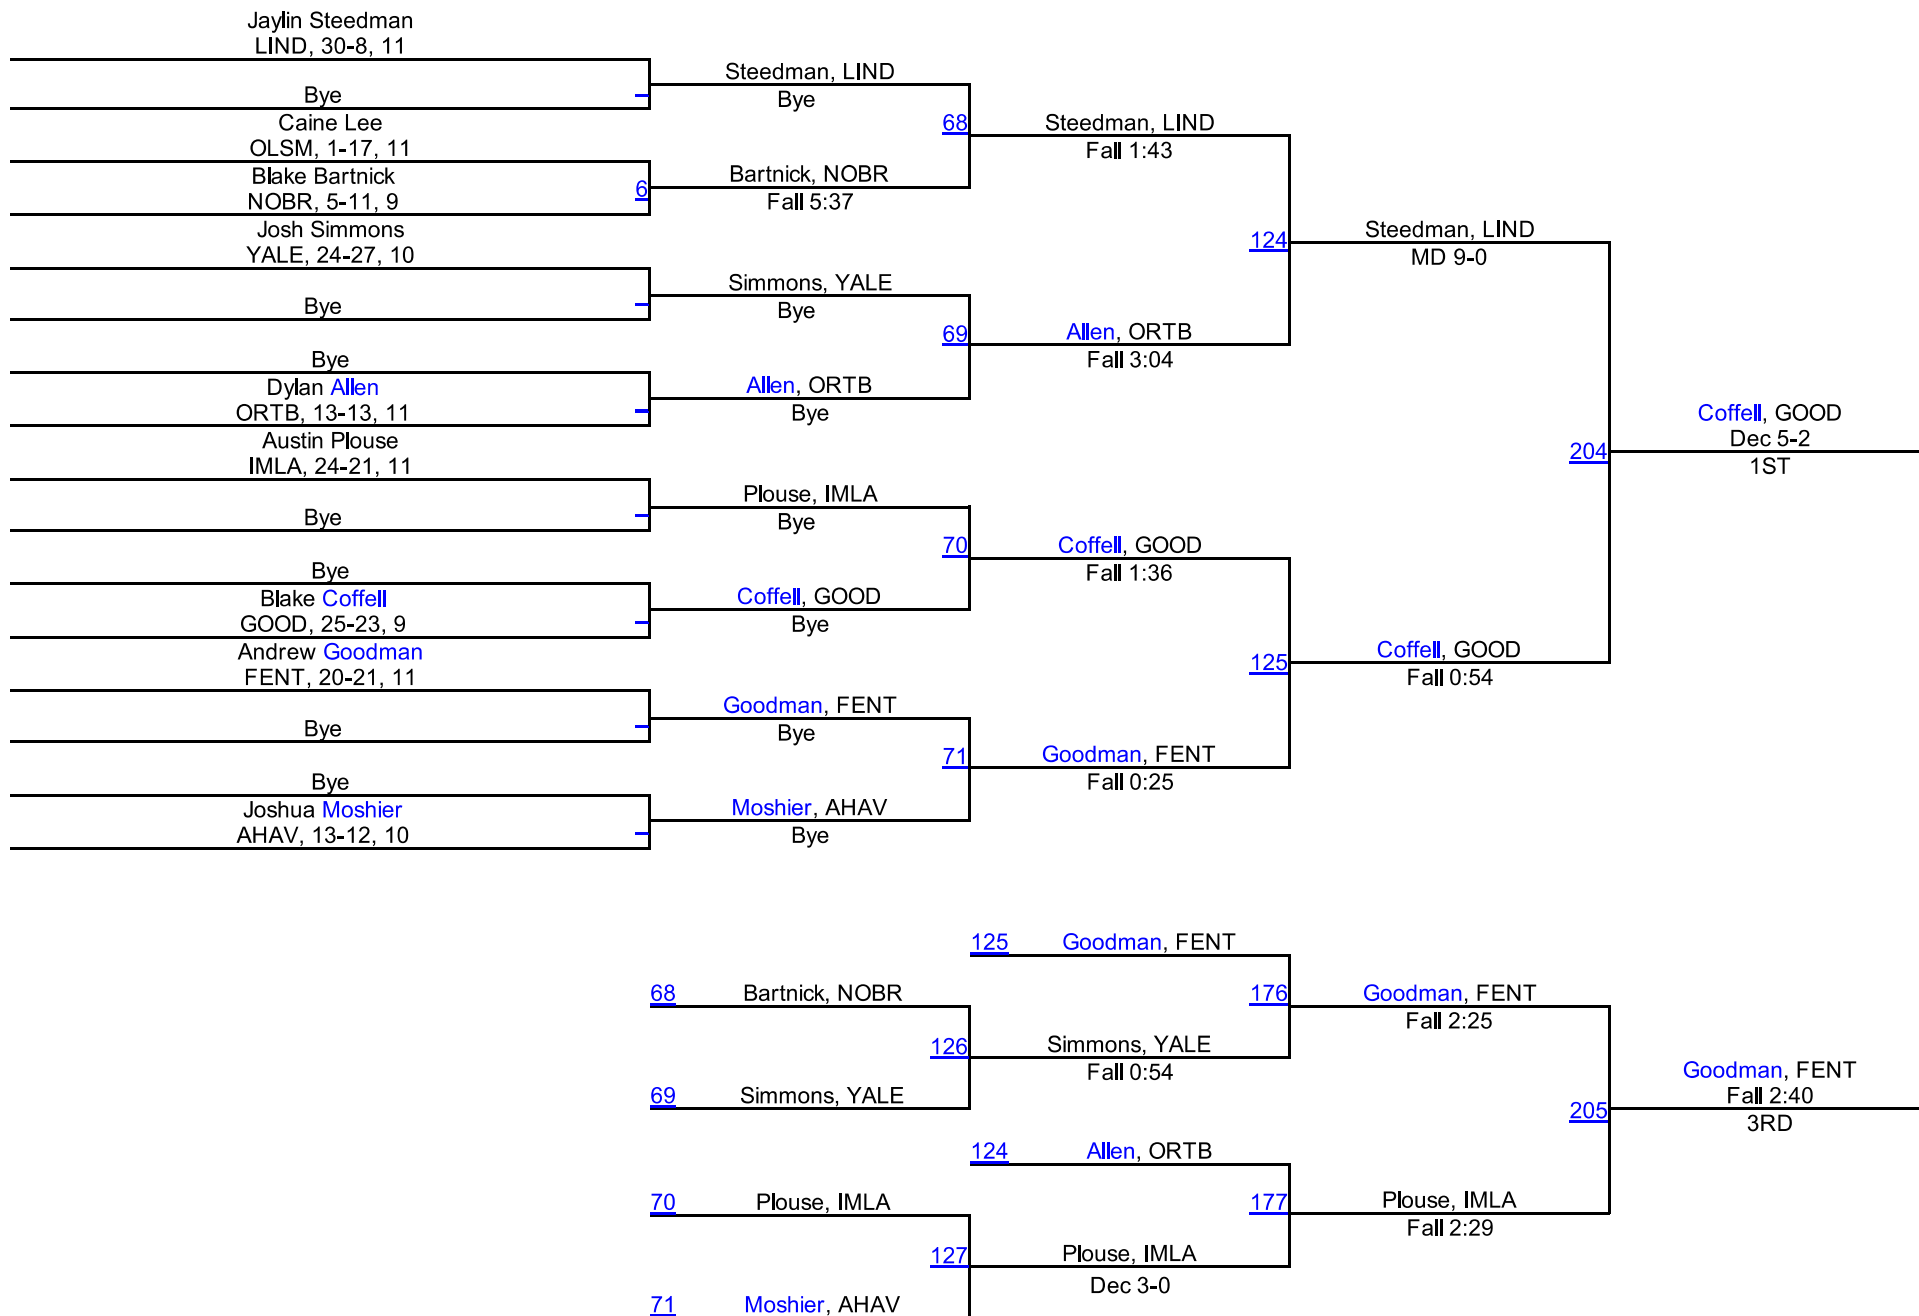 Jaylin Steedman
LIND, 30-8, 11
Bye
Caine Lee
OLSM, 1-17, 11
Blake Bartnick
NOBR, 5-11, 9
6
Josh Simmons
YALE, 24-27, 10
Bye
Bye
Dylan Allen
ORTB, 13-13, 11
Austin Plouse
IMLA, 24-21, 11
Bye
Bye
Blake Coffell
GOOD, 25-23, 9
Andrew Goodman
FENT, 20-21, 11
Bye
Bye
Joshua Moshier
AHAV, 13-12, 10
Steedman, LIND
Bye
68
Bartnick, NOBR
Fall 5:37
Simmons, YALE
Bye
69
Allen, ORTB
Bye
Plouse, IMLA
Bye
70
Coffell, GOOD
Bye
Goodman, FENT
Bye
71
Moshier, AHAV
Bye
Steedman, LIND
Fall 1:43
124
Allen, ORTB
Fall 3:04
Coffell, GOOD
Fall 1:36
125
Goodman, FENT
Fall 0:25
Steedman, LIND
MD 9-0
204
Coffell, GOOD
Fall 0:54
Coffell, GOOD
Dec 5-2
1ST
125 Goodman, FENT
68 Bartnick, NOBR
126
69 Simmons, YALE
176
Simmons, YALE
Fall 0:54
124 Allen, ORTB
70 Plouse, IMLA
127
71 Moshier, AHAV
177
Plouse, IMLA
Dec 3-0
Goodman, FENT
Fall 2:25
205
Plouse, IMLA
Fall 2:29
Goodman, FENT
Fall 2:40
3RD